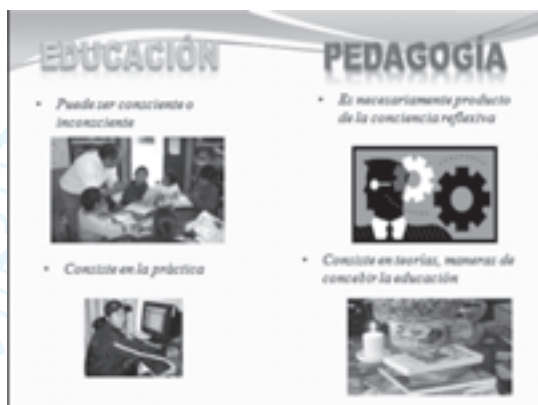 EDUCACIÓN
• Puede ser consciente o
inconsciente
• Consiste en la práctica
PEDAGOGÍA
• Es necesariamente producto
de la conciencia reflexiva
• Consiste en teorías, maneras de
concebir la educación